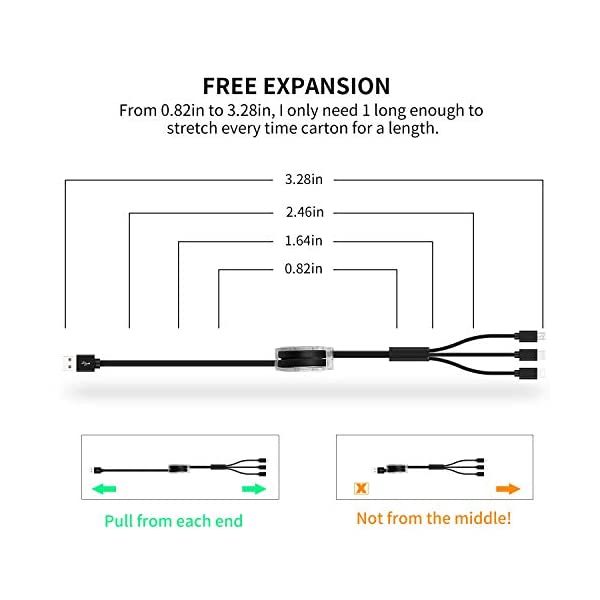 FREE EXPANSION
From 0.82in to 3.28in, I only need 1 long enough to
stretch every time carton for a length.
3.28in
2.46in
1.64in
0.82in
Pull from each end
Not from the middle!